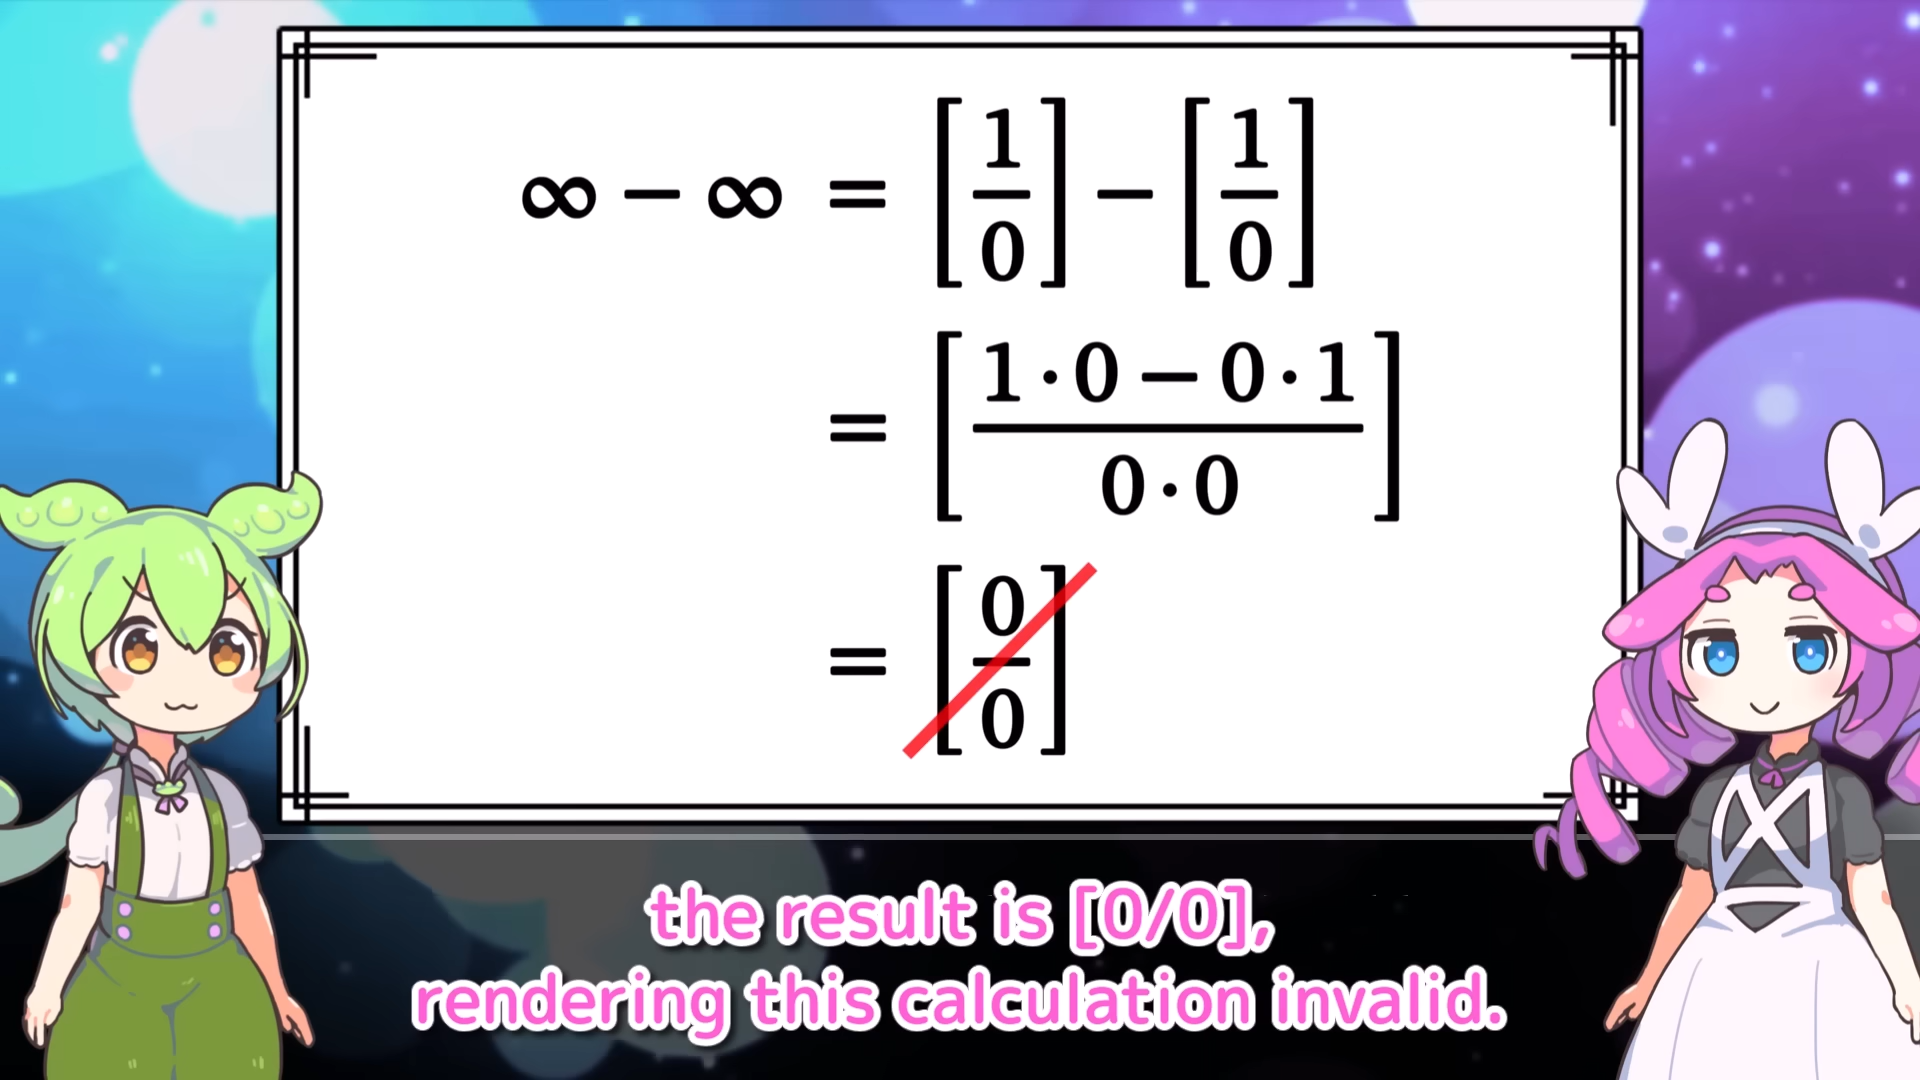 ∞ − ∞ = [1/0] − [1/0]
= [(1·0 − 0·1)/(0·0)]
= [0/0]
the result is [0/0],
rendering this calculation invalid.